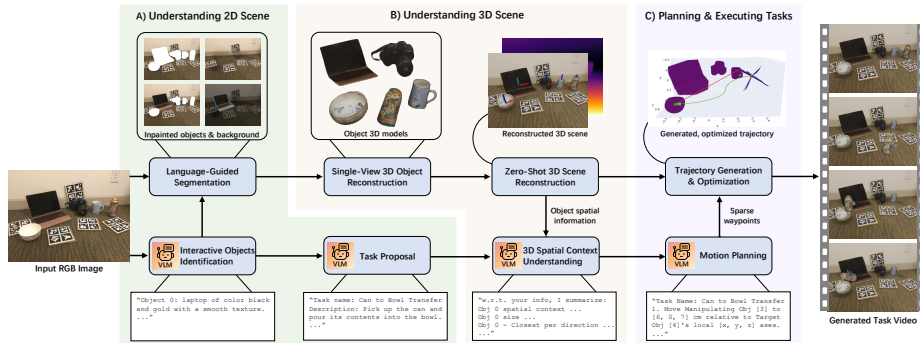 A) Understanding 2D Scene
B) Understanding 3D Scene
C) Planning & Executing Tasks
Inpainted objects & background
Object 3D models
Reconstructed 3D scene
Generated, optimized trajectory
Language-Guided
Segmentation
Single-View 3D Object
Reconstruction
Zero-Shot 3D Scene
Reconstruction
Trajectory Generation
& Optimization
Object spatial
information
Sparse
waypoints
Input RGB Image
VLM
Interactive Objects
Identification
VLM
Task Proposal
VLM
3D Spatial Context
Understanding
VLM
Motion Planning
"Object 0: laptop of color black
and gold with a smooth texture.
..."
"Task name: Can to Bowl Transfer
Description: Pick up the can and
pour its contents into the bowl.
..."
"w.r.t. your info, I summarize:
Obj 0 spatial context ...
Obj 0 size ...
Obj 0 - Closest per direction ...
..."
"Task Name: Can to Bowl Transfer
1. Move Manipulating Obj [3] to
[6, 0, 7] cm relative to Target
Obj [4]'s local [x, y, z] axes.
..."
Generated Task Video